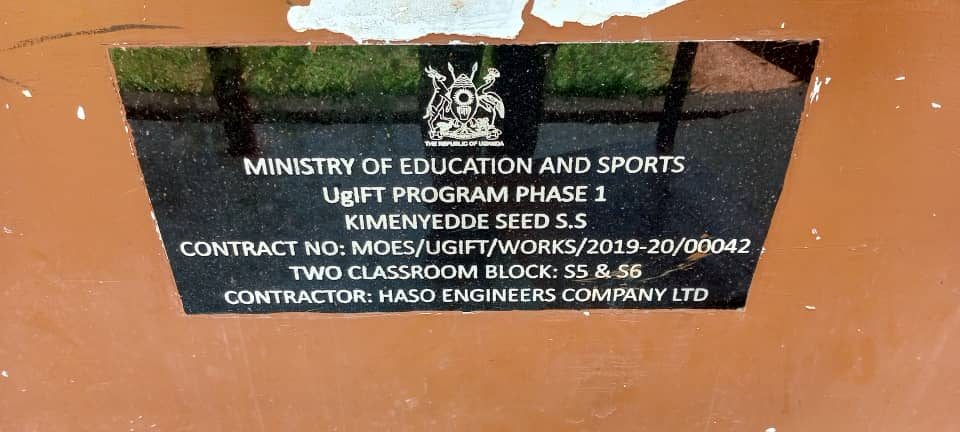 THE REPUBLIC OF UGANDA
MINISTRY OF EDUCATION AND SPORTS
UgIFT PROGRAM PHASE 1
KIMENYEDDE SEED S.S
CONTRACT NO: MOES/UGIFT/WORKS/2019-20/00042
TWO CLASSROOM BLOCK: S5 & S6
CONTRACTOR: HASO ENGINEERS COMPANY LTD